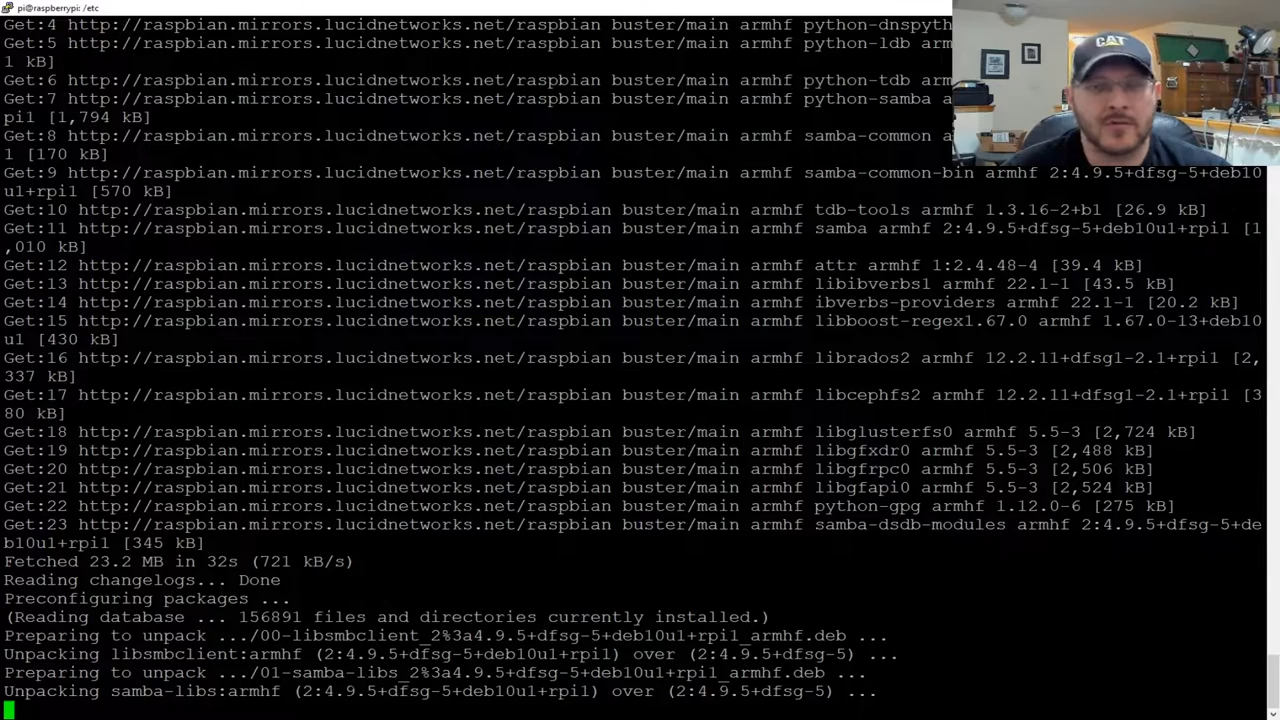 pi@raspberrypi: /etc
Get:4 http://raspbian.mirrors.lucidnetworks.net/raspbian buster/main armhf python-dnspyth
Get:5 http://raspbian.mirrors.lucidnetworks.net/raspbian buster/main armhf python-ldb arm
1 kB]
Get:6 http://raspbian.mirrors.lucidnetworks.net/raspbian buster/main armhf python-tdb
Get:7 http://raspbian.mirrors.lucidnetworks.net/raspbian buster/main armhf python-samba a
pi1 [1,794 kB]
Get:8 http://raspbian.mirrors.lucidnetworks.net/raspbian buster/main armhf samba-common a
1 [170 kB]
Get:9 http://raspbian.mirrors.lucidnetworks.net/raspbian buster/main armhf samba-common-bin armhf 2:4.9.5+dfsg-5+deb10
u1+rpi1 [570 kB]
Get:10 http://raspbian.mirrors.lucidnetworks.net/raspbian buster/main armhf tdb-tools armhf 1.3.16-2+b1 [26.9 kB]
Get:11 http://raspbian.mirrors.lucidnetworks.net/raspbian buster/main armhf samba armhf 2:4.9.5+dfsg-5+deb10u1+rpi1 [1
,010 kB]
Get:12 http://raspbian.mirrors.lucidnetworks.net/raspbian buster/main armhf attr armhf 1:2.4.48-4 [39.4 kB]
Get:13 http://raspbian.mirrors.lucidnetworks.net/raspbian buster/main armhf libibverbs1 armhf 22.1-1 [43.5 kB]
Get:14 http://raspbian.mirrors.lucidnetworks.net/raspbian buster/main armhf ibverbs-providers armhf 22.1-1 [20.2 kB]
Get:15 http://raspbian.mirrors.lucidnetworks.net/raspbian buster/main armhf libboost-regex1.67.0 armhf 1.67.0-13+deb10
u1 [430 kB]
Get:16 http://raspbian.mirrors.lucidnetworks.net/raspbian buster/main armhf librados2 armhf 12.2.11+dfsg1-2.1+rpi1 [2,
337 kB]
Get:17 http://raspbian.mirrors.lucidnetworks.net/raspbian buster/main armhf libcephfs2 armhf 12.2.11+dfsg1-2.1+rpi1 [3
80 kB]
Get:18 http://raspbian.mirrors.lucidnetworks.net/raspbian buster/main armhf libglusterfs0 armhf 5.5-3 [2,724 kB]
Get:19 http://raspbian.mirrors.lucidnetworks.net/raspbian buster/main armhf libgfxdr0 armhf 5.5-3 [2,488 kB]
Get:20 http://raspbian.mirrors.lucidnetworks.net/raspbian buster/main armhf libgfrpc0 armhf 5.5-3 [2,506 kB]
Get:21 http://raspbian.mirrors.lucidnetworks.net/raspbian buster/main armhf libgfapi0 armhf 5.5-3 [2,524 kB]
Get:22 http://raspbian.mirrors.lucidnetworks.net/raspbian buster/main armhf python-gpg armhf 1.12.0-6 [275 kB]
Get:23 http://raspbian.mirrors.lucidnetworks.net/raspbian buster/main armhf samba-dsdb-modules armhf 2:4.9.5+dfsg-5+de
b10u1+rpi1 [345 kB]
Fetched 23.2 MB in 32s (721 kB/s)
Reading changelogs... Done
Preconfiguring packages ...
(Reading database ... 156891 files and directories currently installed.)
Preparing to unpack .../00-libsmbclient_2%3a4.9.5+dfsg-5+deb10u1+rpi1_armhf.deb ...
Unpacking libsmbclient:armhf (2:4.9.5+dfsg-5+deb10u1+rpi1) over (2:4.9.5+dfsg-5) ...
Preparing to unpack .../01-samba-libs_2%3a4.9.5+dfsg-5+deb10u1+rpi1_armhf.deb ...
Unpacking samba-libs:armhf (2:4.9.5+dfsg-5+deb10u1+rpi1) over (2:4.9.5+dfsg-5) ...
CAT